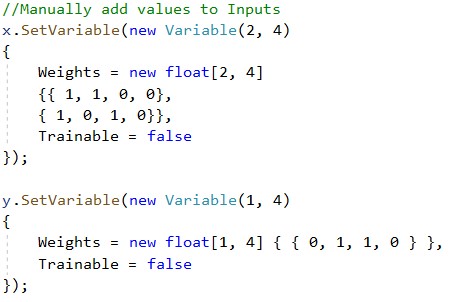 //Manually add values to Inputs
x.SetVariable(new Variable(2, 4)
{
Weights = new float[2, 4]
{{ 1, 1, 0, 0},
{ 1, 0, 1, 0}},
Trainable = false
});
y.SetVariable(new Variable(1, 4)
{
Weights = new float[1, 4] { { 0, 1, 1, 0 } },
Trainable = false
});